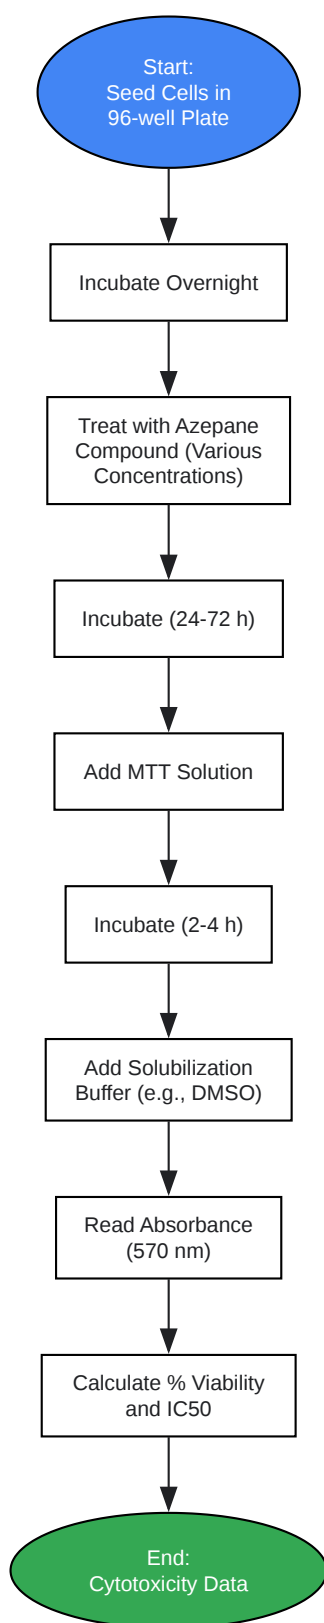 Start:
Seed Cells in
96-well Plate
Incubate Overnight
Treat with Azepane
Compound (Various
Concentrations)
Incubate (24-72 h)
Add MTT Solution
Incubate (2-4 h)
Add Solubilization
Buffer (e.g., DMSO)
Read Absorbance
(570 nm)
Calculate % Viability
and IC50
End:
Cytotoxicity Data